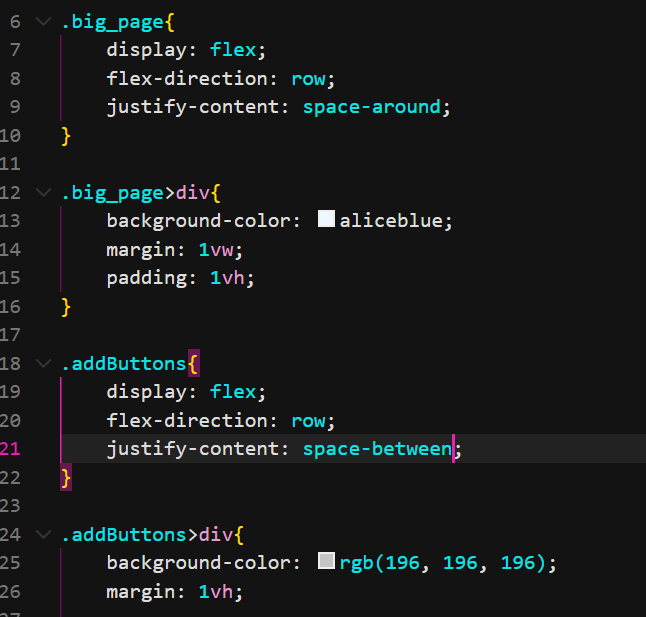 6 .big_page{
7 display: flex;
8 flex-direction: row;
9 justify-content: space-around;
10 }
11
12 .big_page>div{
13 background-color: aliceblue;
14 margin: 1vw;
15 padding: 1vh;
16 }
17
18 .addButtons{
19 display: flex;
20 flex-direction: row;
21 justify-content: space-between;
22 }
23
24 .addButtons>div{
25 background-color: rgb(196, 196, 196);
26 margin: 1vh;